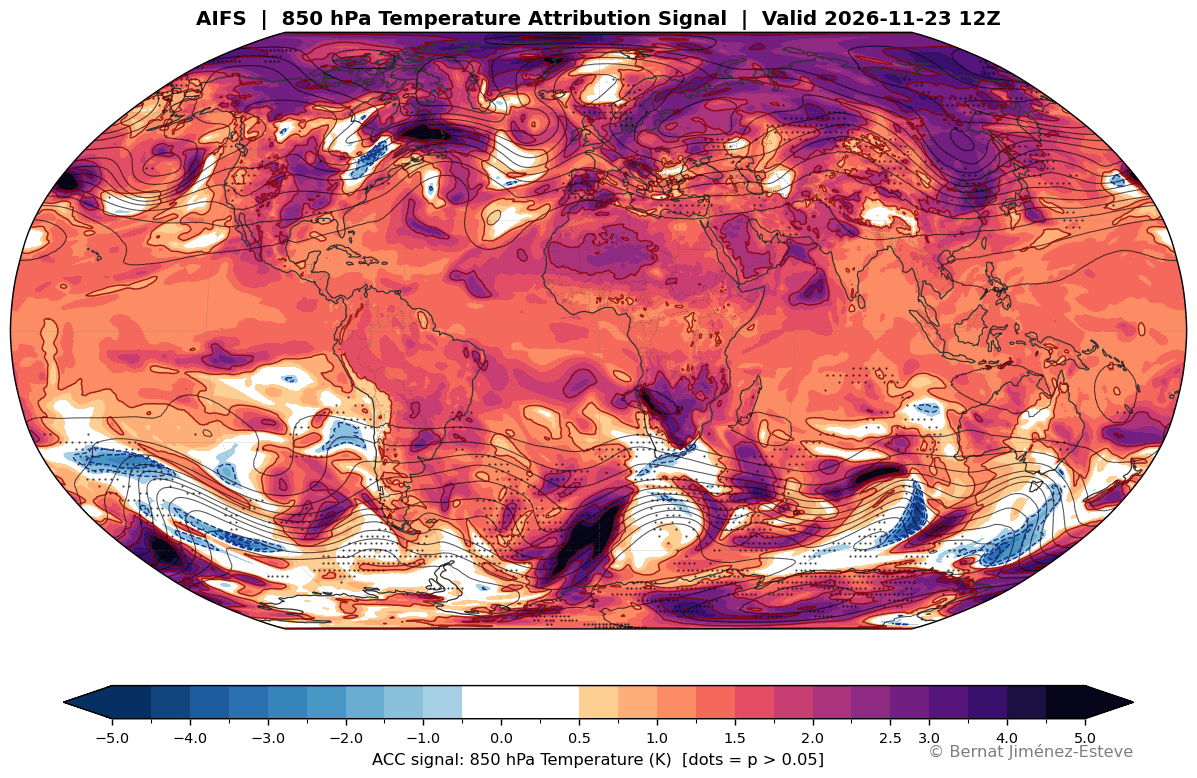 AIFS | 850 hPa Temperature Attribution Signal | Valid 2026-11-23 12Z
−5.0 −4.0 −3.0 −2.0 −1.0 0.0 0.5 1.0 1.5 2.0 2.5 3.0 4.0 5.0
ACC signal: 850 hPa Temperature (K) [dots = p > 0.05]
© Bernat Jiménez-Esteve